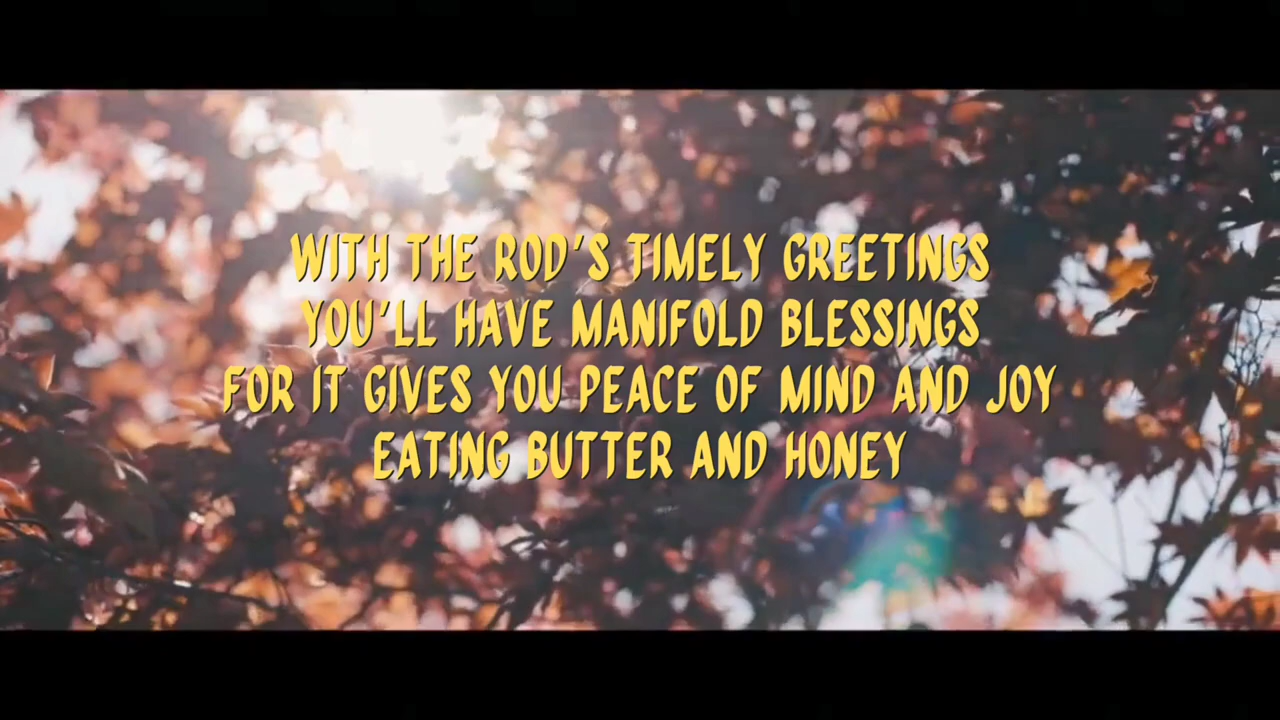 WITH THE ROD'S TIMELY GREETINGS
YOU'LL HAVE MANIFOLD BLESSINGS
FOR IT GIVES YOU PEACE OF MIND AND JOY
EATING BUTTER AND HONEY